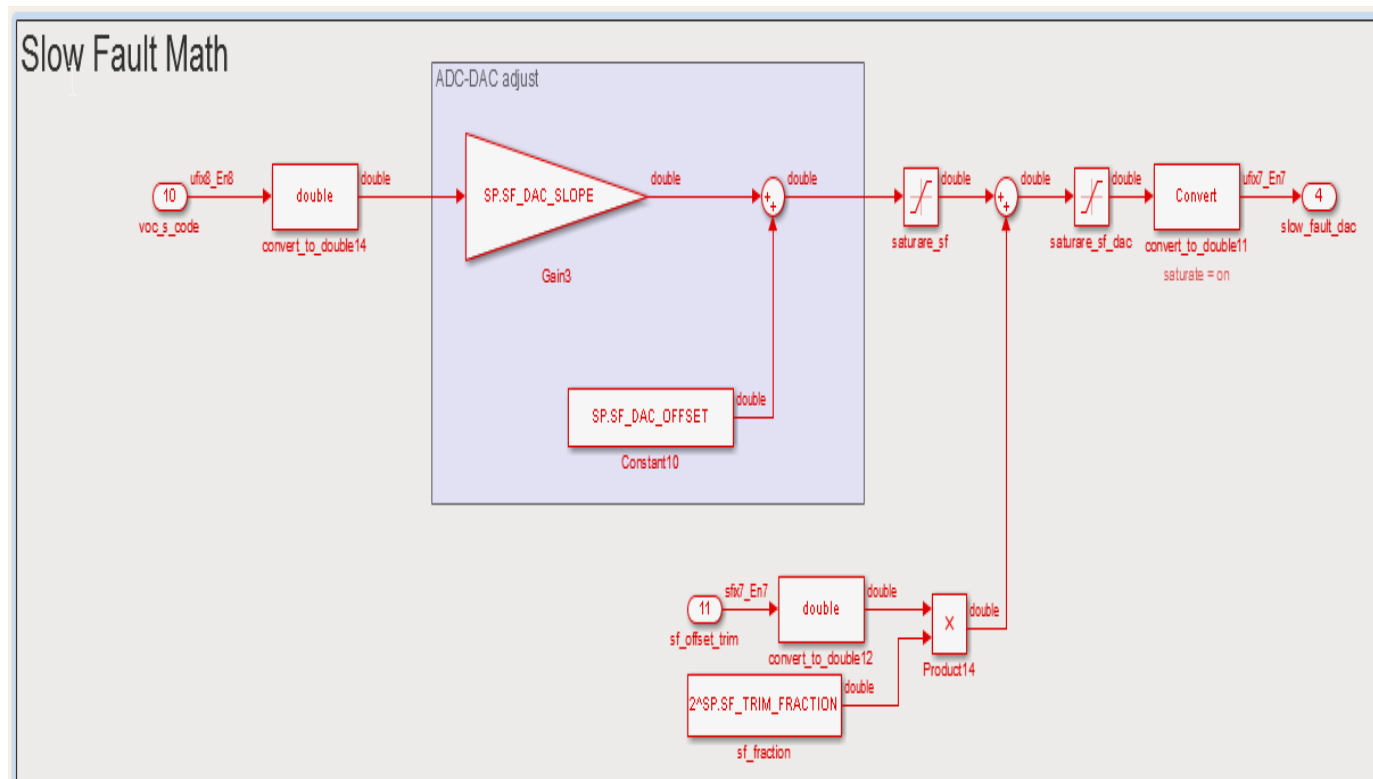 Slow Fault Math
ADC-DAC adjust
ufix8_En8
10
voc_s_code
double
convert_to_double14
double
SP.SF_DAC_SLOPE
Gain3
double
+
+
double
SP.SF_DAC_OFFSET
Constant10
double
saturare_sf
double
+
+
double
saturare_sf_dac
double
Convert
convert_to_double11
saturate = on
ufix7_En7
4
slow_fault_dac
11
sf_offset_trim
sfix7_En7
double
convert_to_double12
double
2^SP.SF_TRIM_FRACTION
sf_fraction
double
X
Product14
double